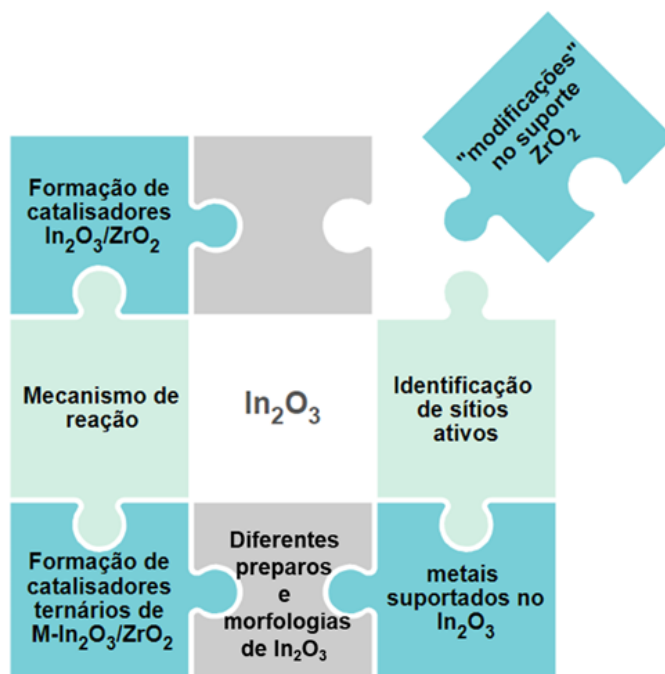 "modificações"
no suporte
ZrO₂
Formação de
catalisadores
In₂O₃/ZrO₂
Mecanismo de
reação
In₂O₃
Identificação
de sítios
ativos
Formação de
catalisadores
ternários de
M-In₂O₃/ZrO₂
Diferentes
preparos
e
morfologias
de In₂O₃
metais
suportados no
In₂O₃